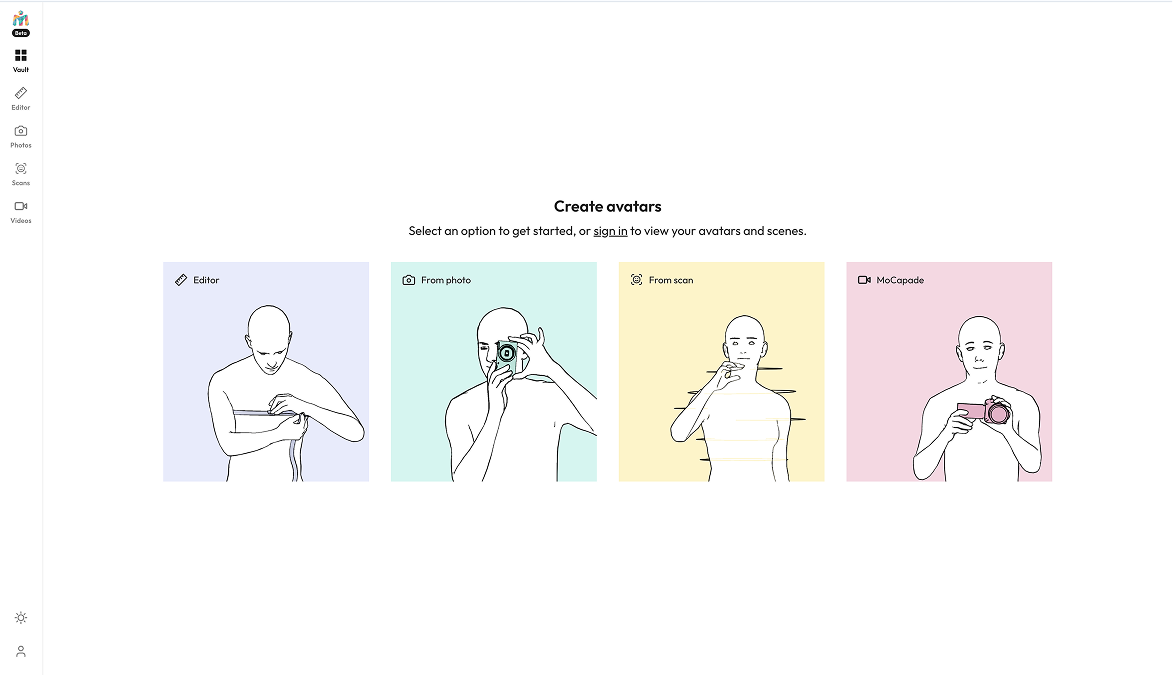 Beta
Vault
Editor
Photos
Scans
Videos
Create avatars
Select an option to get started, or sign in to view your avatars and scenes.
Editor
From photo
From scan
MoCapade